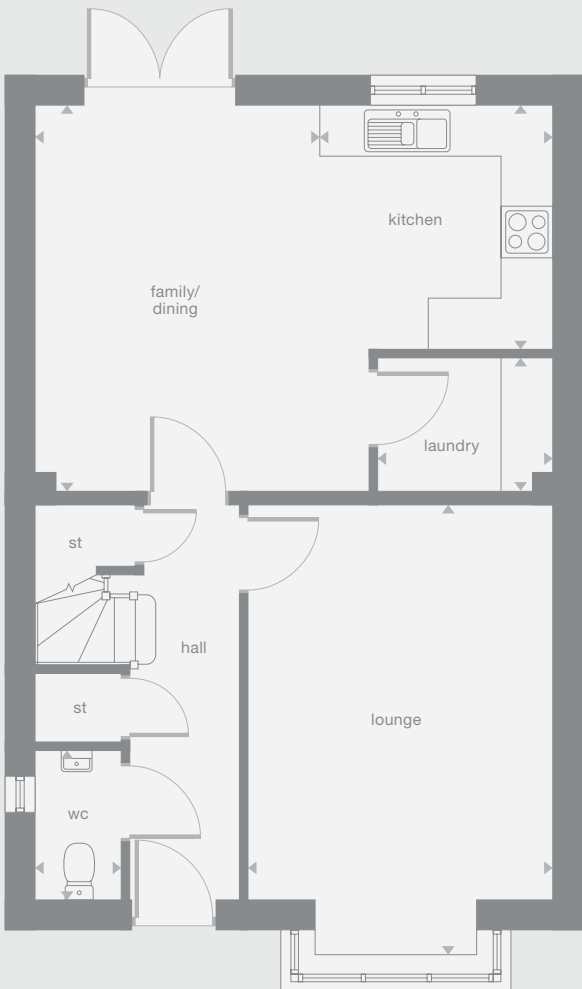 kitchen
family/
dining
laundry
st
hall
st
lounge
wc